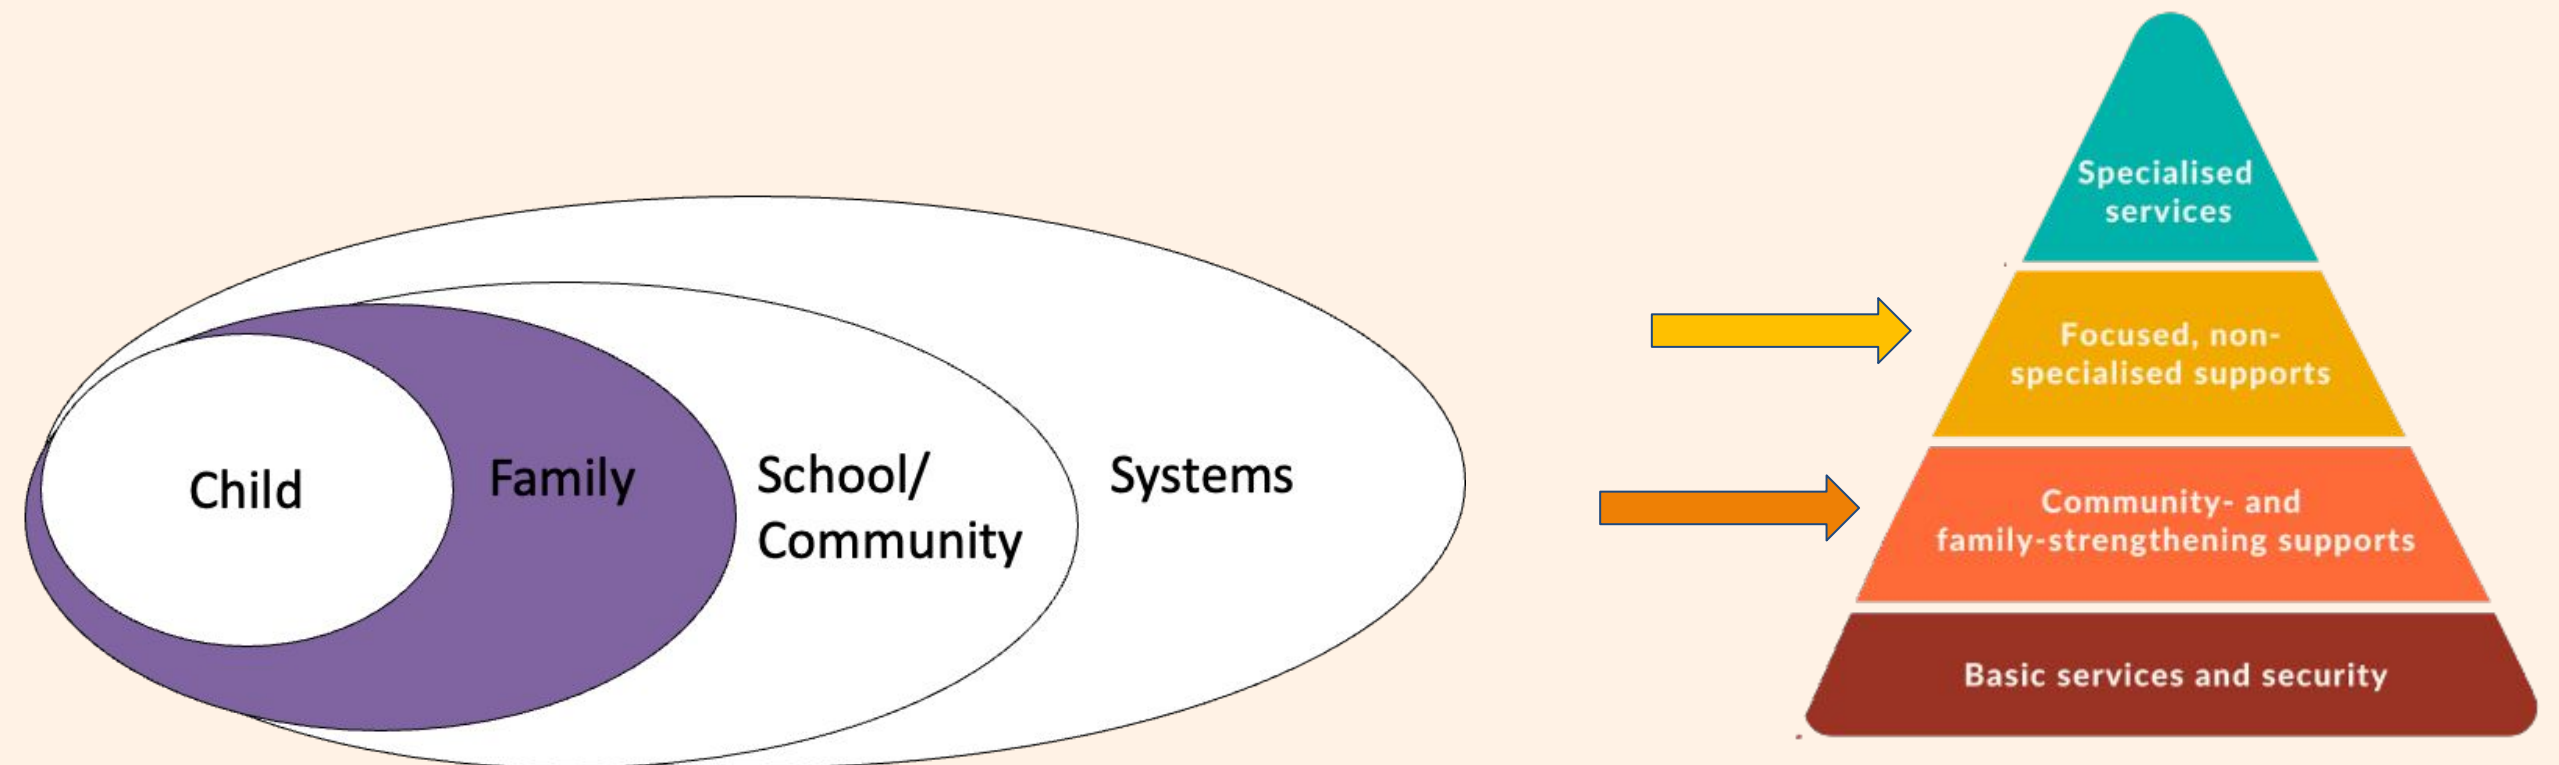 Child
Family
School/
Community
Systems
Specialised
services
Focused, non-
specialised supports
Community- and
family-strengthening supports
Basic services and security